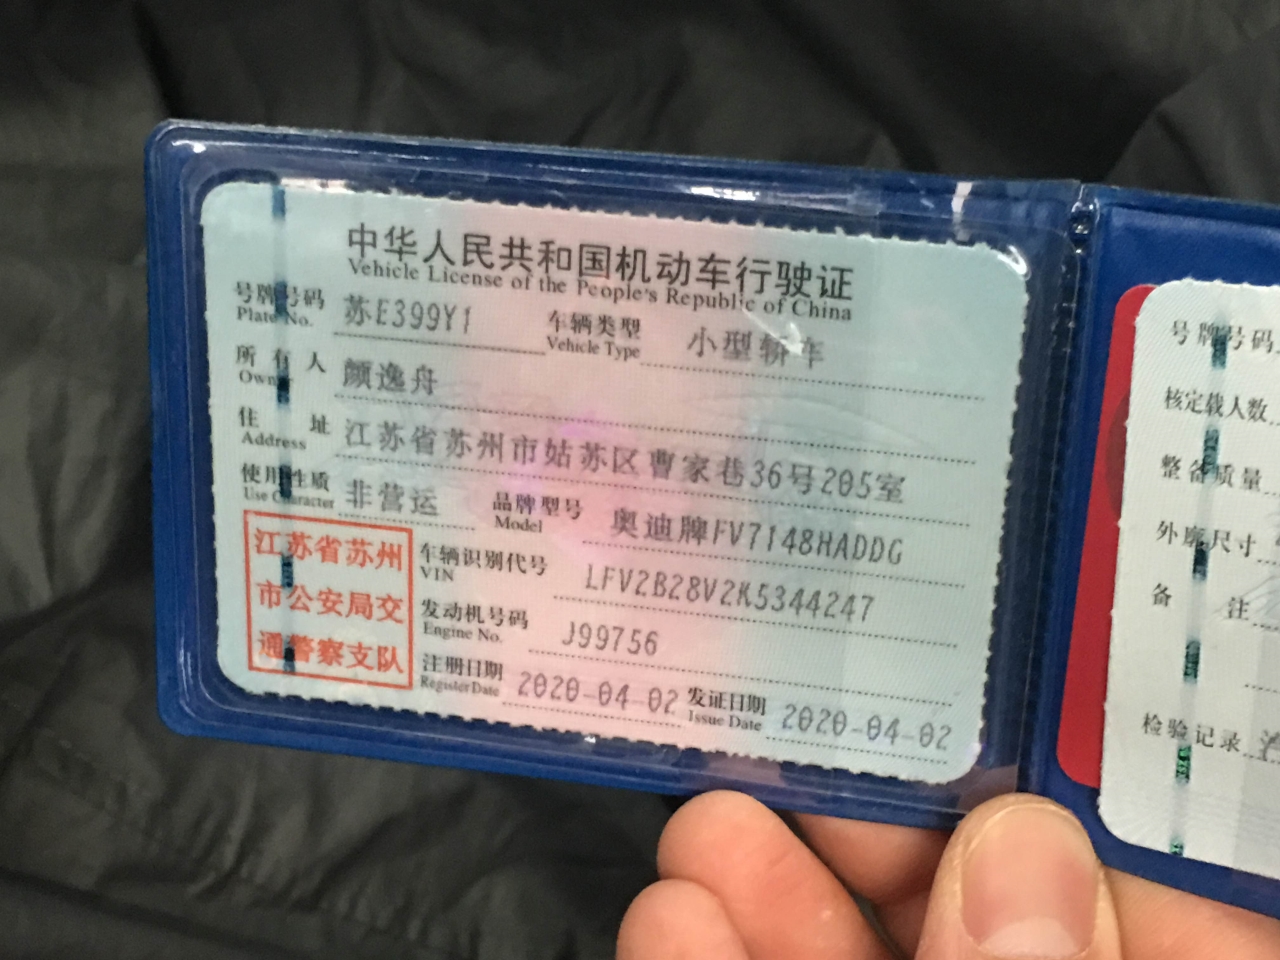 中华人民共和国机动车行驶证
Vehicle License of the People's Republic of China
号牌号码 苏E399Y1 车辆类型 小型轿车
Plate No. Vehicle Type
所有人 颜逸舟
Owner
住址 江苏省苏州市姑苏区曹家巷36号205室
Address
使用性质 非营运 品牌型号 奥迪牌FV7148HADDG
Use Character Model
江苏省苏州
市公安局交
通警察支队
车辆识别代号 LFV2B28V2K5344247
VIN
发动机号码 J99756
Engine No.
注册日期 2020-04-02 发证日期 2020-04-02
Register Date Issue Date
号牌号码
核定载人数
整备质量
外廓尺寸
备注
检验记录